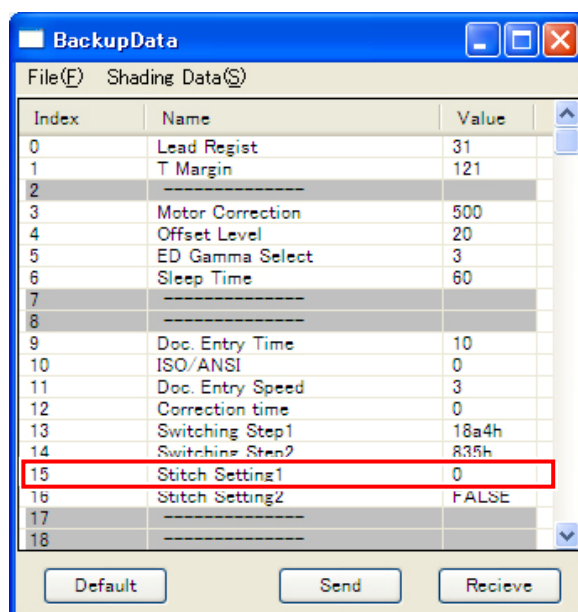 BackupData
File(F) Shading Data(S)
Index Name Value
0 Lead Regist 31
1 T Margin 121
2 --------------
3 Motor Correction 500
4 Offset Level 20
5 ED Gamma Select 3
6 Sleep Time 60
7 --------------
8 --------------
9 Doc. Entry Time 10
10 ISO/ANSI 0
11 Doc. Entry Speed 3
12 Correction time 0
13 Switching Step1 18a4h
14 Switching Step2 835h
15 Stitch Setting1 0
16 Stitch Setting2 FALSE
17 --------------
18 --------------
Default Send Recieve